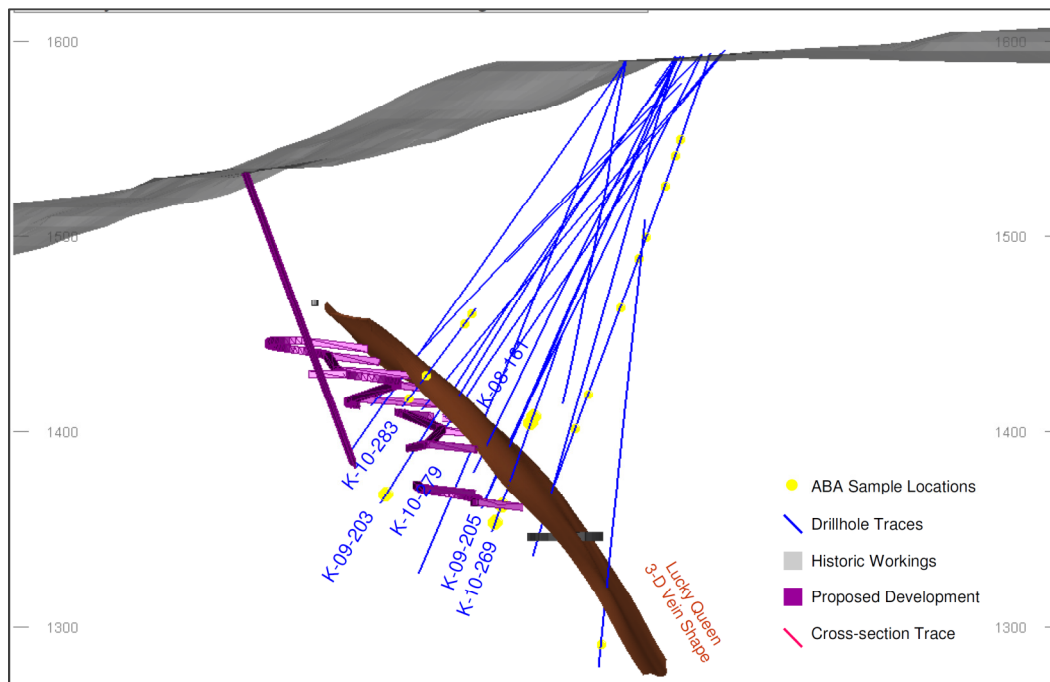 1600
1600
1500
1500
1400
1400
1300
1300
K-08-161
K-10-283
K-10-279
K-09-203
K-09-205
K-10-269
Lucky Queen
3-D Vein Shape
ABA Sample Locations
Drillhole Traces
Historic Workings
Proposed Development
Cross-section Trace